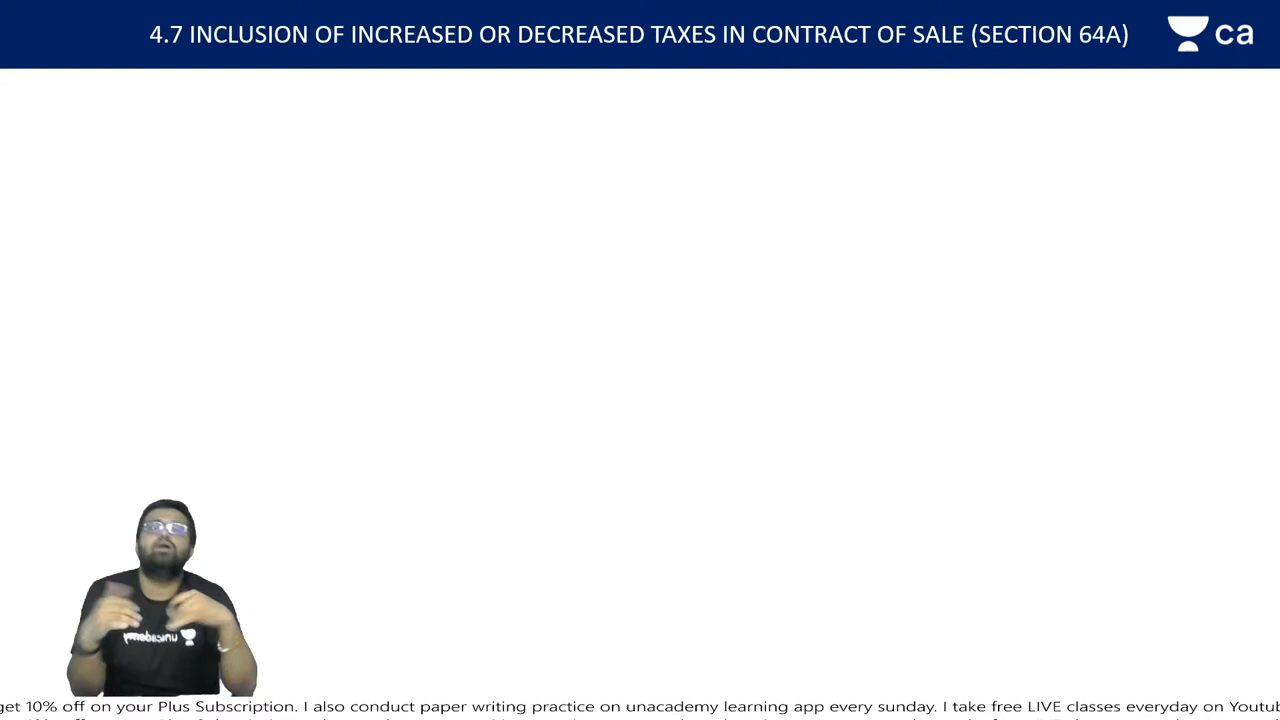 4.7 INCLUSION OF INCREASED OR DECREASED TAXES IN CONTRACT OF SALE (SECTION 64A)
ca
unacademy
get 10% off on your Plus Subscription. I also conduct paper writing practice on unacademy learning app every sunday. I take free LIVE classes everyday on Youtub